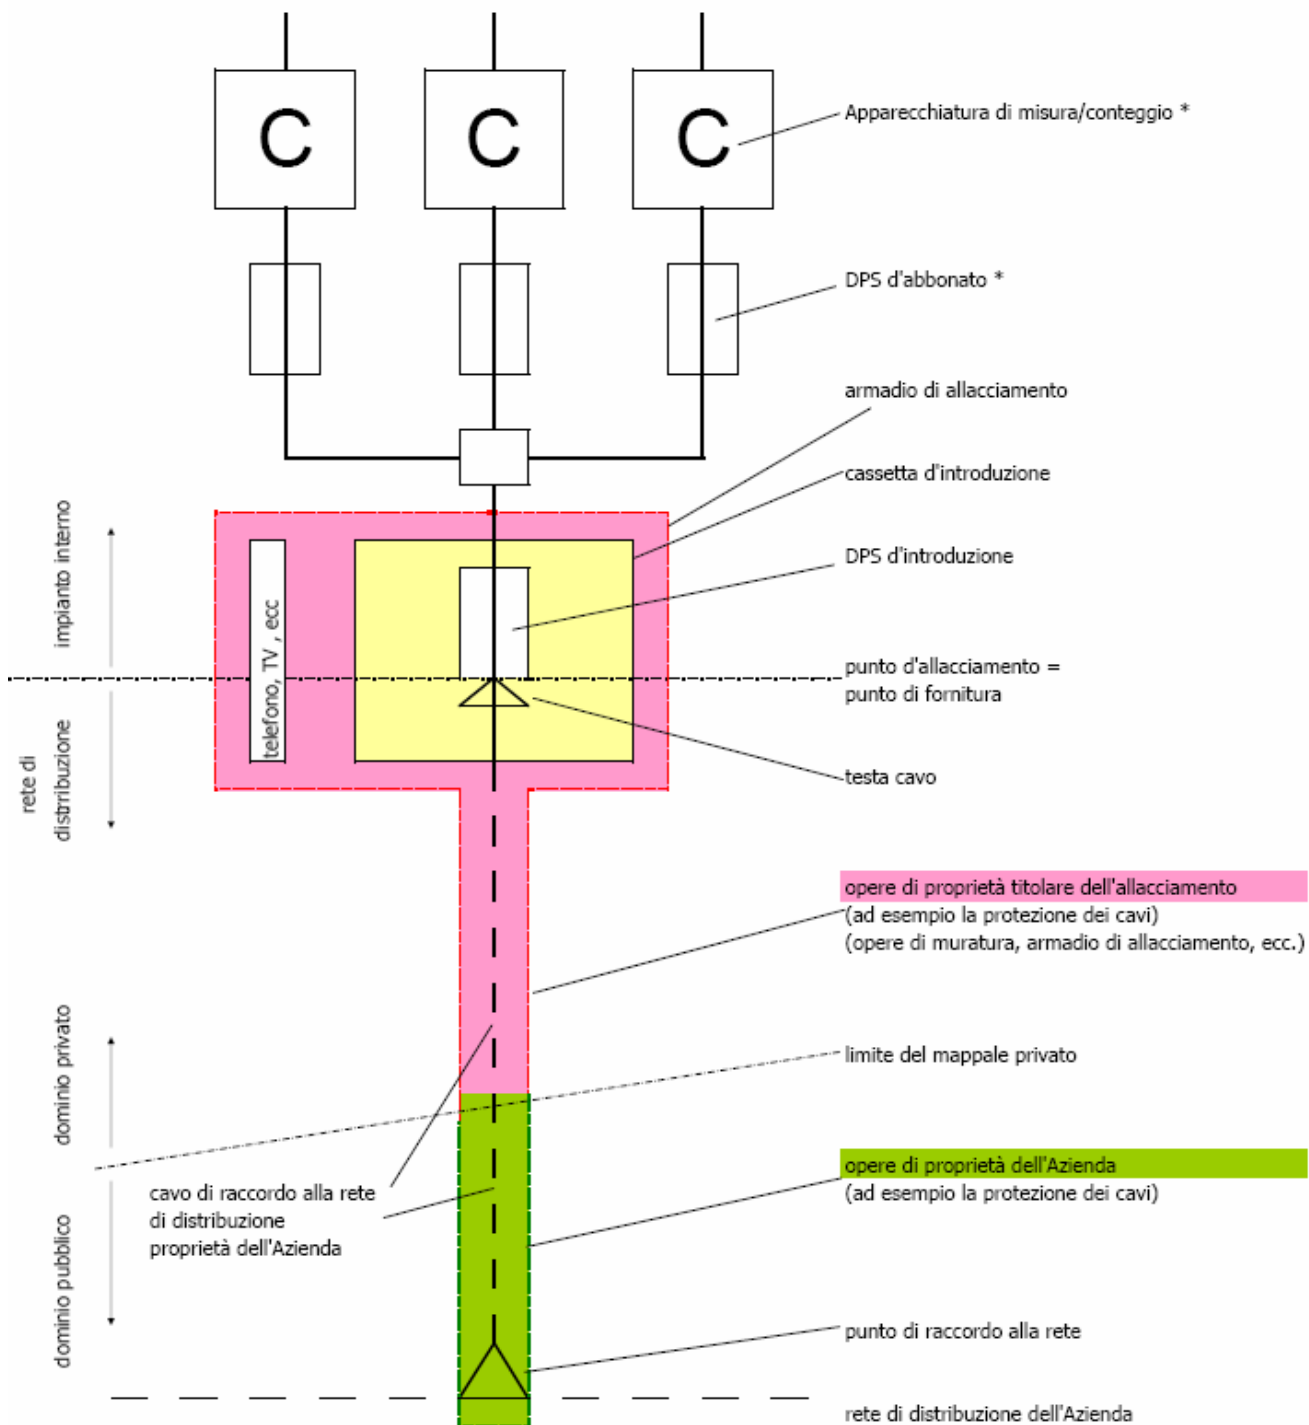 C
C
C
Apparecchiatura di misura/conteggio *
DPS d'abbonato *
armadio di allacciamento
cassetta d'introduzione
DPS d'introduzione
impianto interno
telefono, TV , ecc
punto d'allacciamento =
punto di fornitura
rete di
distrribuzione
testa cavo
opere di proprietà titolare dell'allacciamento
(ad esempio la protezione dei cavi)
(opere di muratura, armadio di allacciamento, ecc.)
dominio privato
limite del mappale privato
opere di proprietà dell'Azienda
(ad esempio la protezione dei cavi)
cavo di raccordo alla rete
di distribuzione
proprietà dell'Azienda
dominio pubblico
punto di raccordo alla rete
rete di distribuzione dell'Azienda